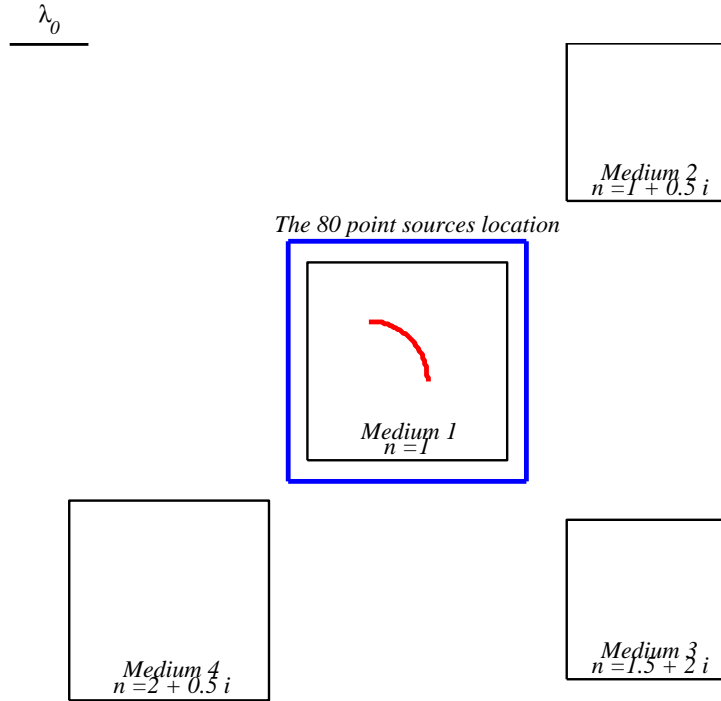 λ0
Medium 2
n =1 + 0.5 i
The 80 point sources location
Medium 1
n =1
Medium 3
n =1.5 + 2 i
Medium 4
n =2 + 0.5 i